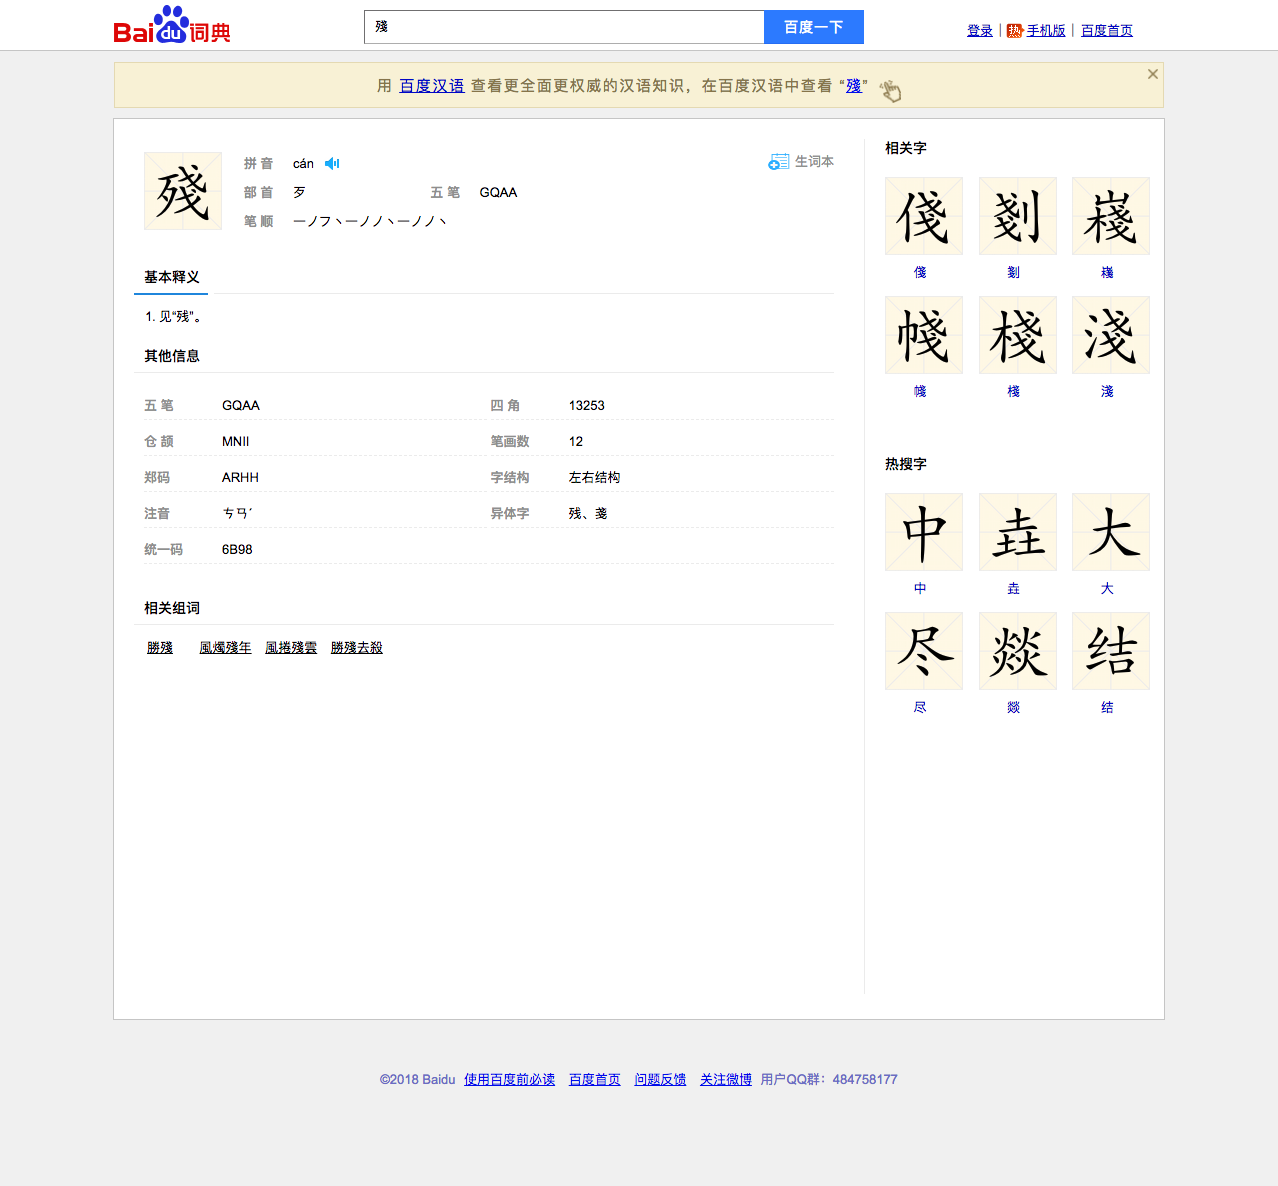 Baidu词典
殘
百度一下
登录 | 热 手机版 | 百度首页
用 百度汉语 查看更全面更权威的汉语知识，在百度汉语中查看 “殘”
殘
拼 音 cán
生词本
部 首 歹 五 笔 GQAA
笔 顺 一ノフ丶一ノノ丶一ノノ丶
基本释义
1. 见“残”。
其他信息
五 笔 GQAA 四 角 13253
仓 颉 MNII 笔画数 12
郑码 ARHH 字结构 左右结构
注音 ㄘㄢˊ 异体字 残、戔
统一码 6B98
相关组词
勝殘 風燭殘年 風捲殘雲 勝殘去殺
相关字
俴 剗 嶘
俴 剗 嶘
帴 棧 淺
帴 棧 淺
热搜字
中 垚 大
中 垚 大
尽 燚 结
尽 燚 结
©2018 Baidu 使用百度前必读 百度首页 问题反馈 关注微博 用户QQ群：484758177